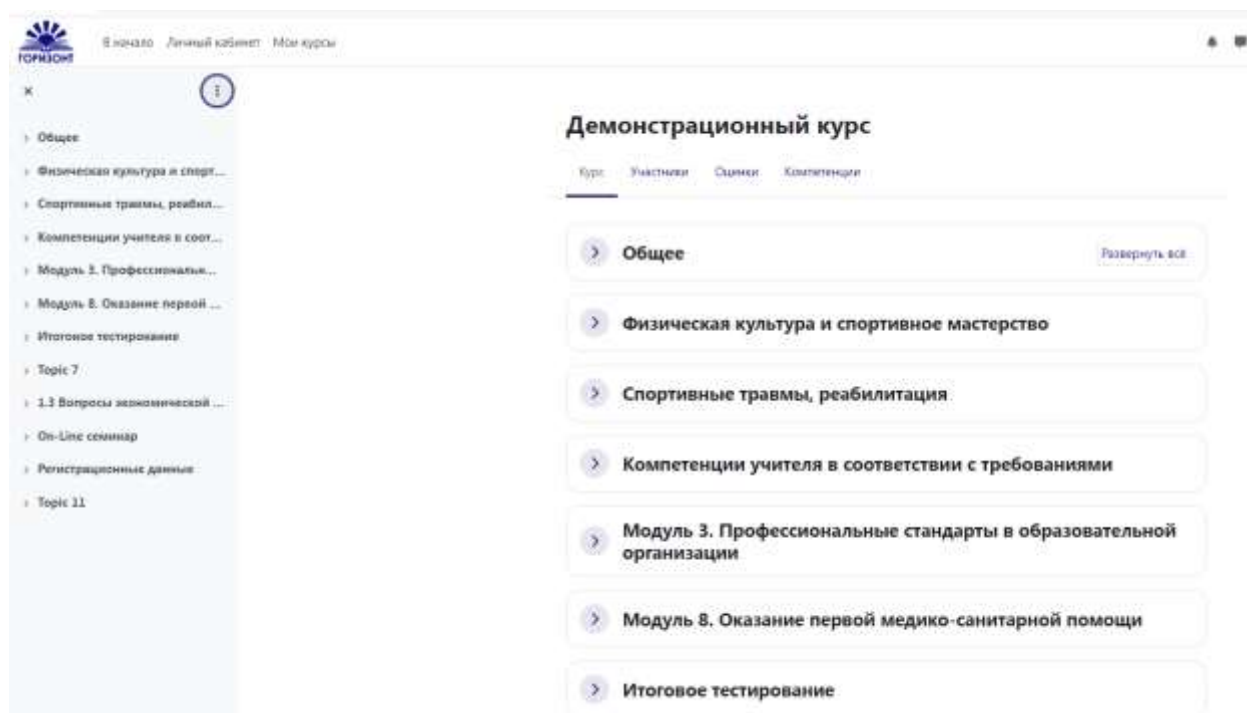 ГОРИЗОНТ
В начало Личный кабинет Мои курсы
Общее
Физическая культура и спорт...
Спортивные травмы, реабил...
Компетенции учителя в соот...
Модуль 3. Профессиональн...
Модуль 8. Оказание первой ...
Итоговое тестирование
Topic 7
1.3 Вопросы экономической ...
On-Line семинар
Регистрационные данные
Topic 11
Демонстрационный курс
Курс Участники Оценки Компетенции
Общее Развернуть всё
Физическая культура и спортивное мастерство
Спортивные травмы, реабилитация
Компетенции учителя в соответствии с требованиями
Модуль 3. Профессиональные стандарты в образовательной
организации
Модуль 8. Оказание первой медико-санитарной помощи
Итоговое тестирование